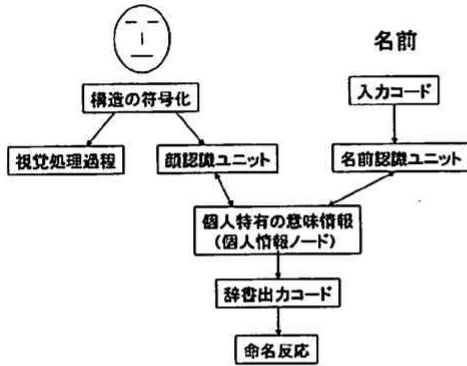 名前
構造の符号化
入力コード
視覚処理過程
顔認識ユニット
名前認識ユニット
個人特有の意味情報
(個人情報ノード)
辞書出力コード
命名反応